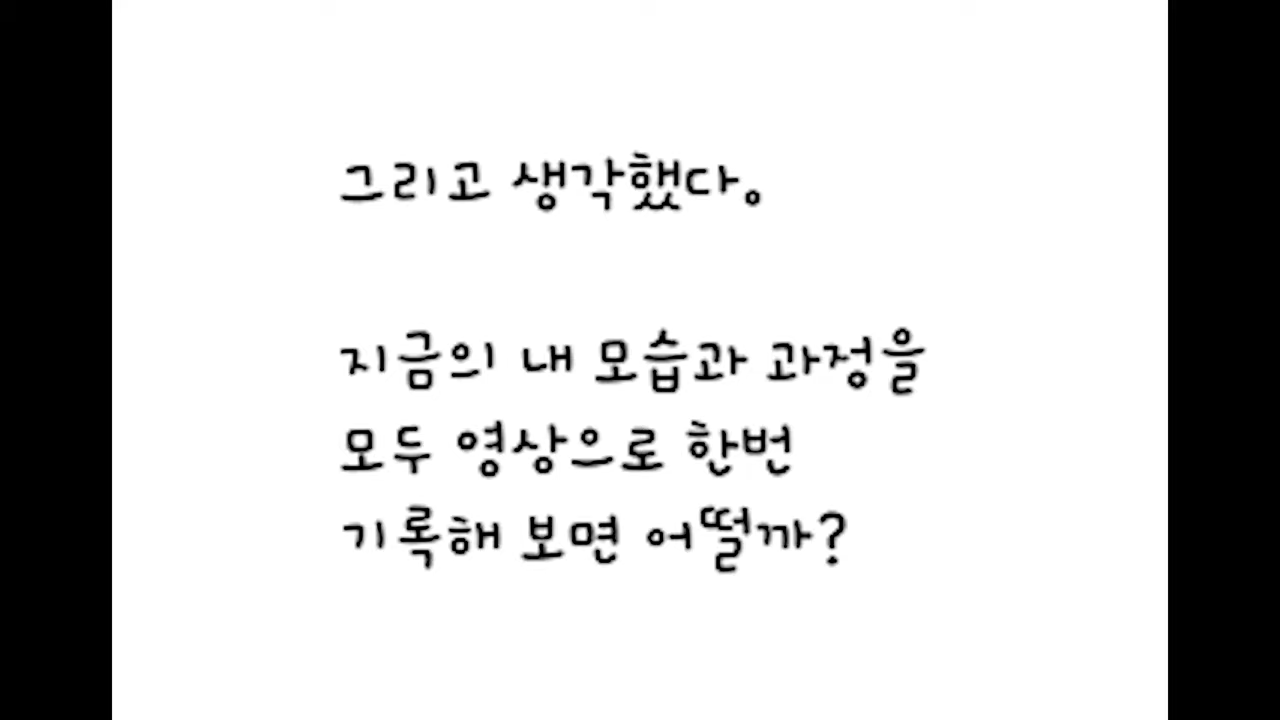 그리고 생각했다.
지금의 내 모습과 과정을
모두 영상으로 한번
기록해 보면 어떨까?